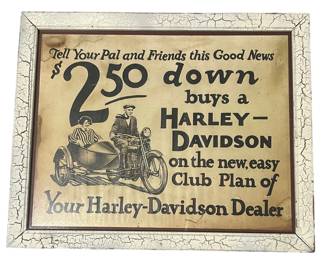 Tell Your Pal and Friends this Good News
$2.50 down
buys a
HARLEY-
DAVIDSON
on the new, easy
Club Plan of
Your Harley-Davidson Dealer